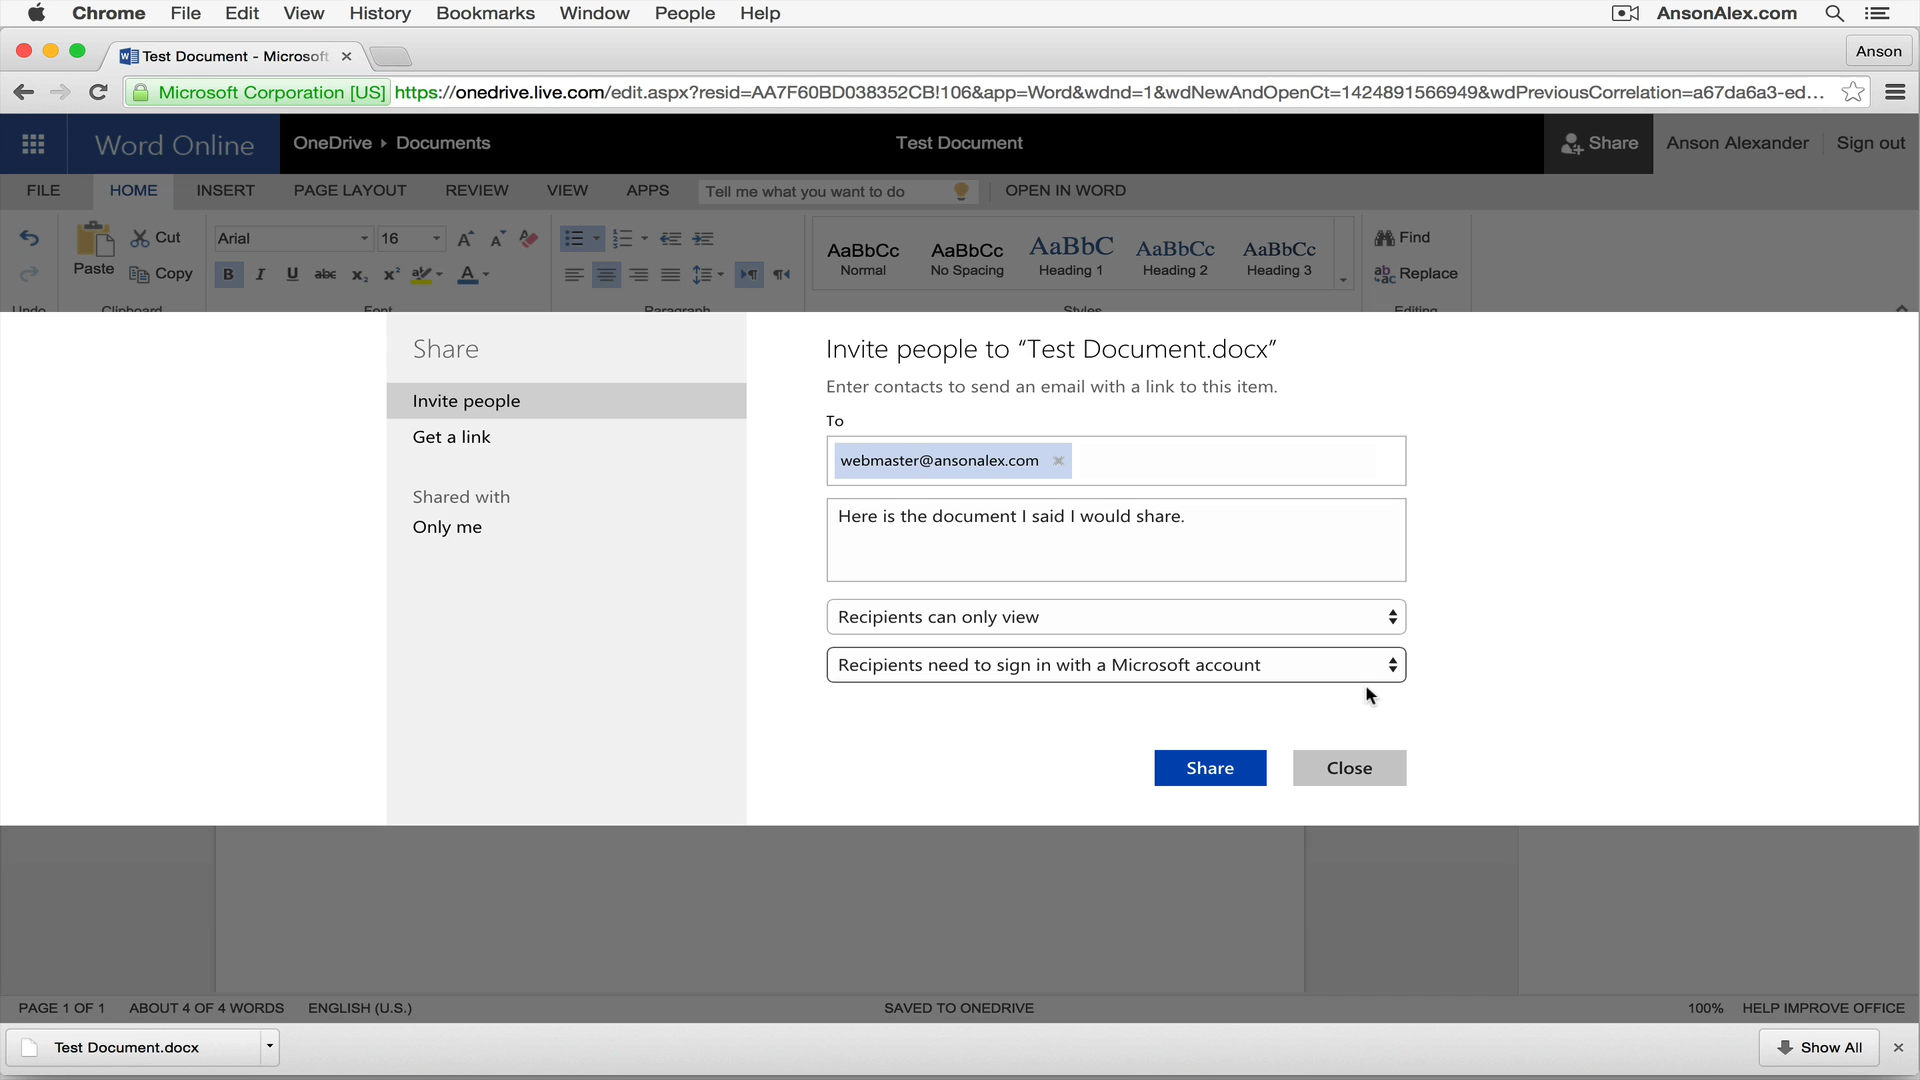 Chrome File Edit View History Bookmarks Window People Help AnsonAlex.com
Test Document - Microsoft
Anson
Microsoft Corporation [US] https://onedrive.live.com/edit.aspx?resid=AA7F60BD038352CB!106&app=Word&wdnd=1&wdNewAndOpenCt=1424891566949&wdPreviousCorrelation=a67da6a3-ed...
Word Online OneDrive Documents Test Document Share Anson Alexander Sign out
FILE HOME INSERT PAGE LAYOUT REVIEW VIEW APPS Tell me what you want to do OPEN IN WORD
Paste Cut Arial 16 AaBbCc AaBbCc AaBbC AaBbCc AaBbCc Find
Copy B I U abc Normal No Spacing Heading 1 Heading 2 Heading 3 Replace
Undo Clipboard Font Paragraph Styles Editing
Share
Invite people
Get a link
Shared with
Only me
Invite people to “Test Document.docx”
Enter contacts to send an email with a link to this item.
To
webmaster@ansonalex.com
Here is the document I said I would share.
Recipients can only view
Recipients need to sign in with a Microsoft account
Share Close
PAGE 1 OF 1 ABOUT 4 OF 4 WORDS ENGLISH (U.S.) SAVED TO ONEDRIVE 100% HELP IMPROVE OFFICE
Test Document.docx Show All